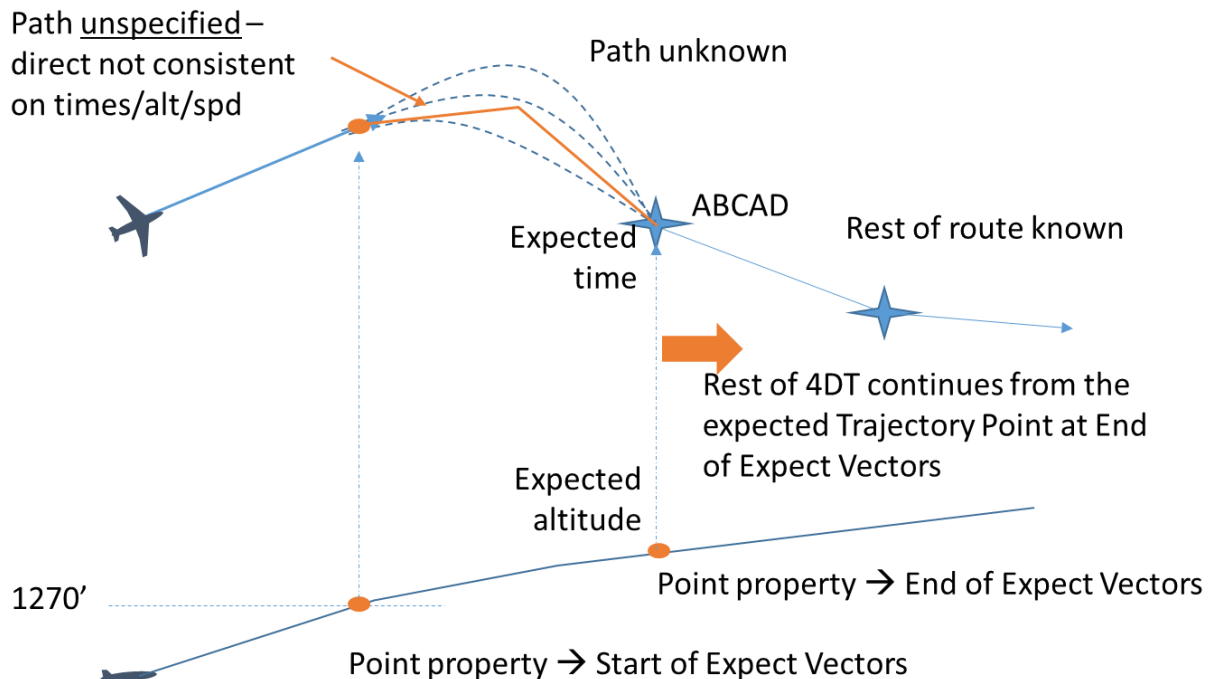 Path unspecified –
direct not consistent
on times/alt/spd
Path unknown
ABCAD
Expected
time
Rest of route known
Rest of 4DT continues from the
expected Trajectory Point at End
of Expect Vectors
Expected
altitude
1270’
Point property → End of Expect Vectors
Point property → Start of Expect Vectors